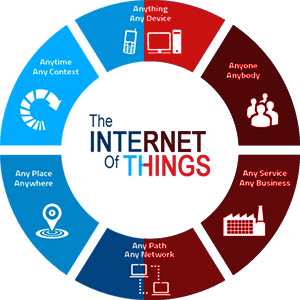 Anything
Any Device
Anytime
Any Context
Anyone
Anybody
The
INTERNET
Of THINGS
Any Place
Anywhere
Any Service
Any Business
Any Path
Any Network